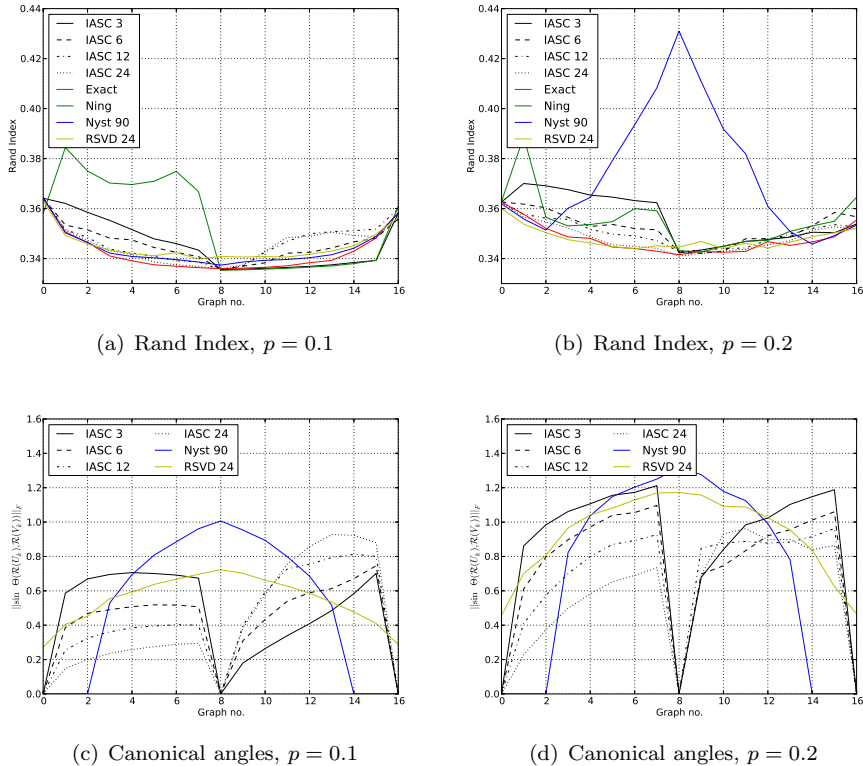 0.44
0.42
0.40
0.38
0.36
0.34
Rand Index
IASC 3
IASC 6
IASC 12
IASC 24
Exact
Ning
Nyst 90
RSVD 24
0 2 4 6 8 10 12 14 16
Graph no.
(a) Rand Index, p = 0.1
0.44
0.42
0.40
0.38
0.36
0.34
Rand Index
IASC 3
IASC 6
IASC 12
IASC 24
Exact
Ning
Nyst 90
RSVD 24
0 2 4 6 8 10 12 14 16
Graph no.
(b) Rand Index, p = 0.2
1.6
1.4
1.2
1.0
0.8
0.6
0.4
0.2
0.0
||sin Θ(R(U_k),R(V_k))||_F
IASC 3
IASC 6
IASC 12
IASC 24
Nyst 90
RSVD 24
0 2 4 6 8 10 12 14 16
Graph no.
(c) Canonical angles, p = 0.1
1.6
1.4
1.2
1.0
0.8
0.6
0.4
0.2
0.0
||sin Θ(R(U_k),R(V_k))||_F
IASC 3
IASC 6
IASC 12
IASC 24
Nyst 90
RSVD 24
0 2 4 6 8 10 12 14 16
Graph no.
(d) Canonical angles, p = 0.2